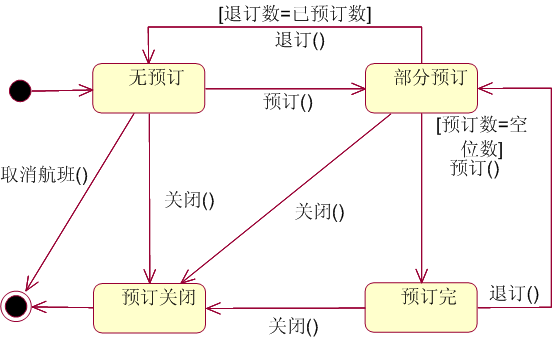 [退订数=已预订数]
退订()
无预订
部分预订
预订()
[预订数=空
位数]
预订()
取消航班()
关闭()
关闭()
预订关闭
预订完
退订()
关闭()